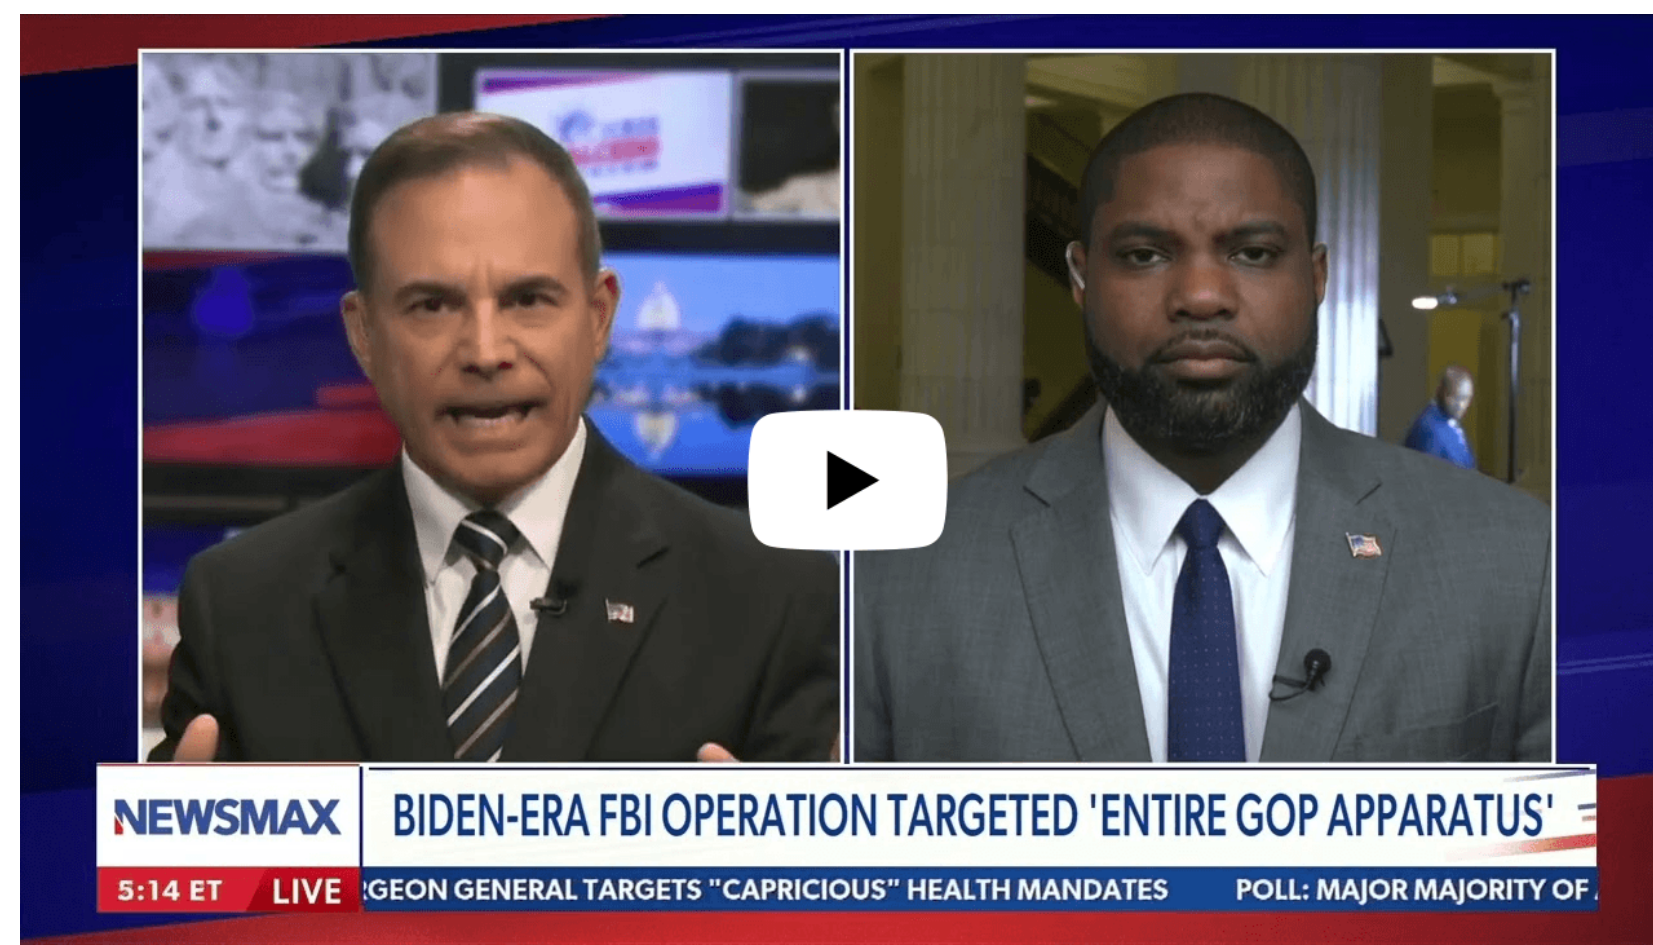 NEWSMAX
BIDEN-ERA FBI OPERATION TARGETED 'ENTIRE GOP APPARATUS'
5:14 ET LIVE
RGEON GENERAL TARGETS "CAPRICIOUS" HEALTH MANDATES POLL: MAJOR MAJORITY OF